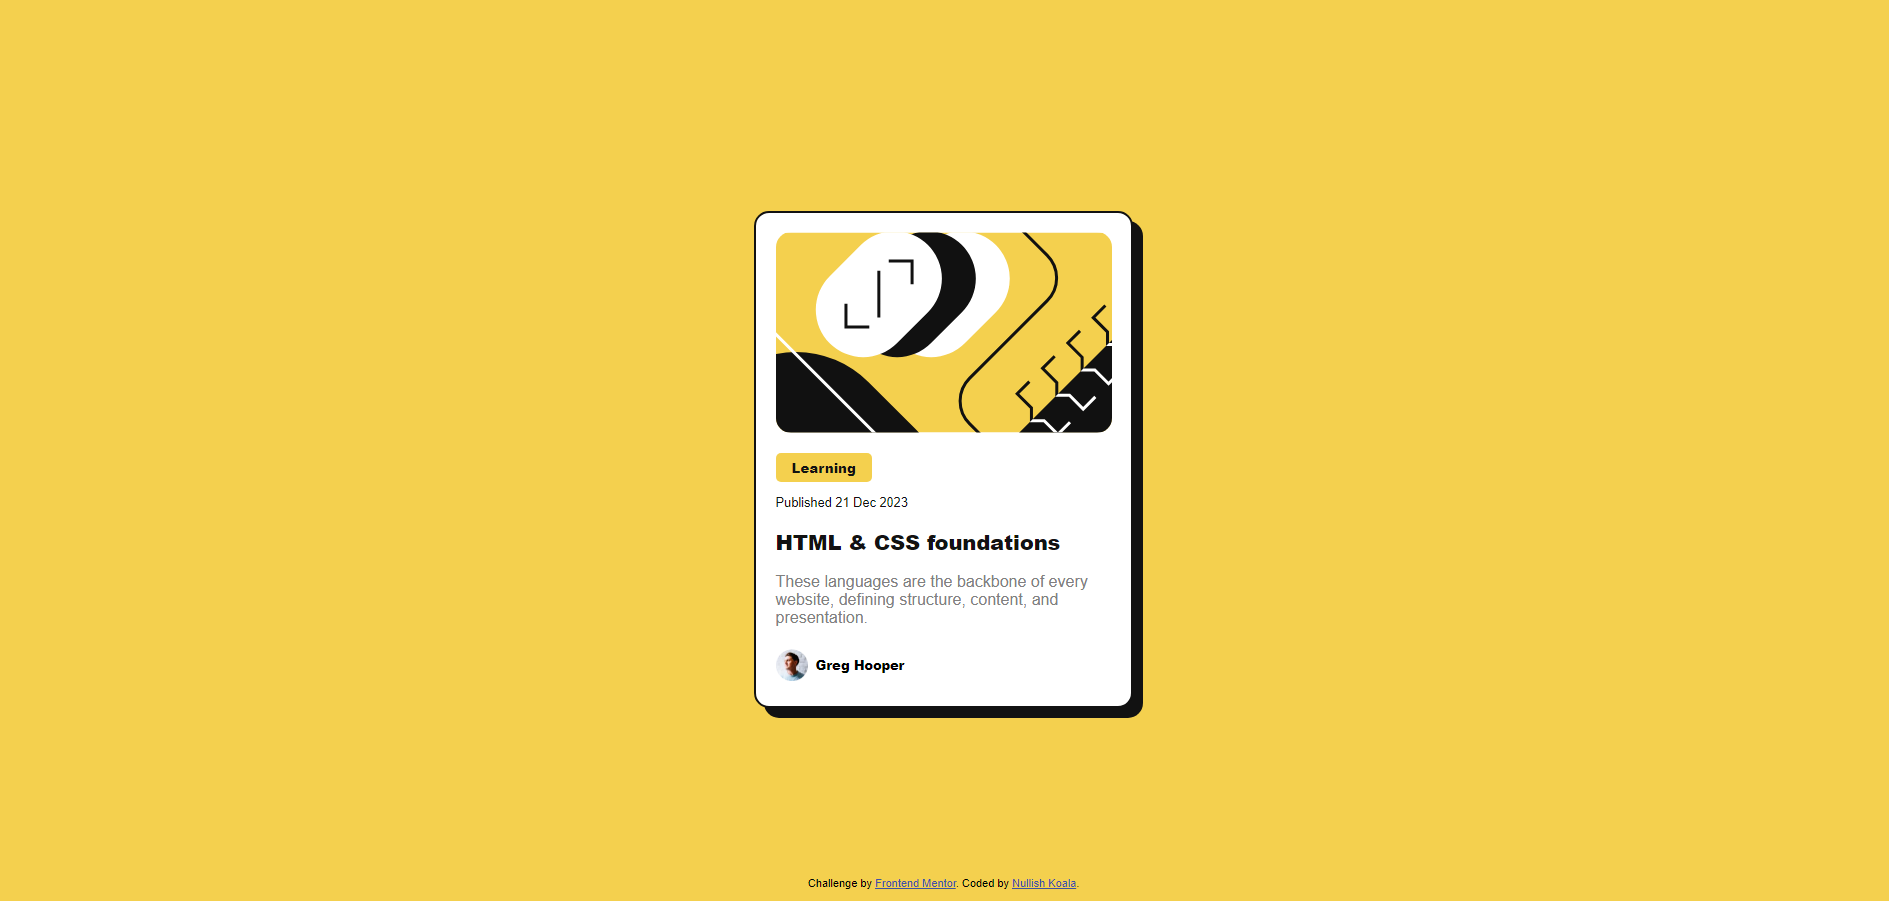 Learning
Published 21 Dec 2023
HTML & CSS foundations
These languages are the backbone of every
website, defining structure, content, and
presentation.
Greg Hooper
Challenge by Frontend Mentor. Coded by Nullish Koala.